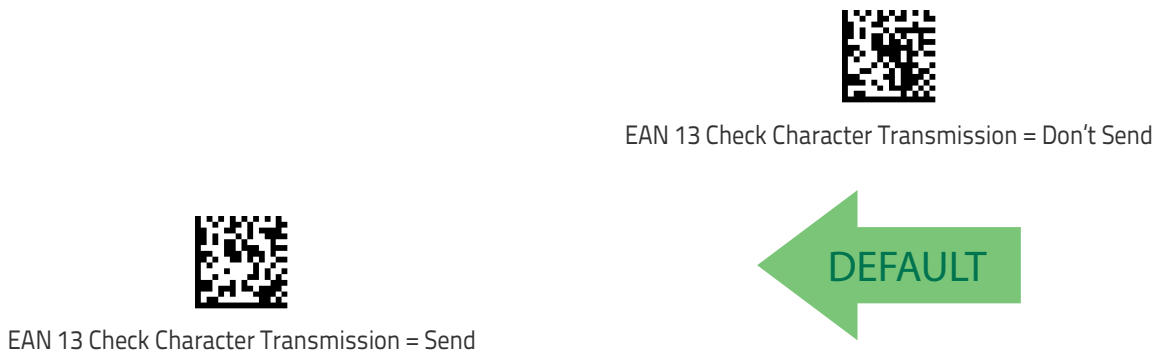 EAN 13 Check Character Transmission = Don't Send
DEFAULT
EAN 13 Check Character Transmission = Send